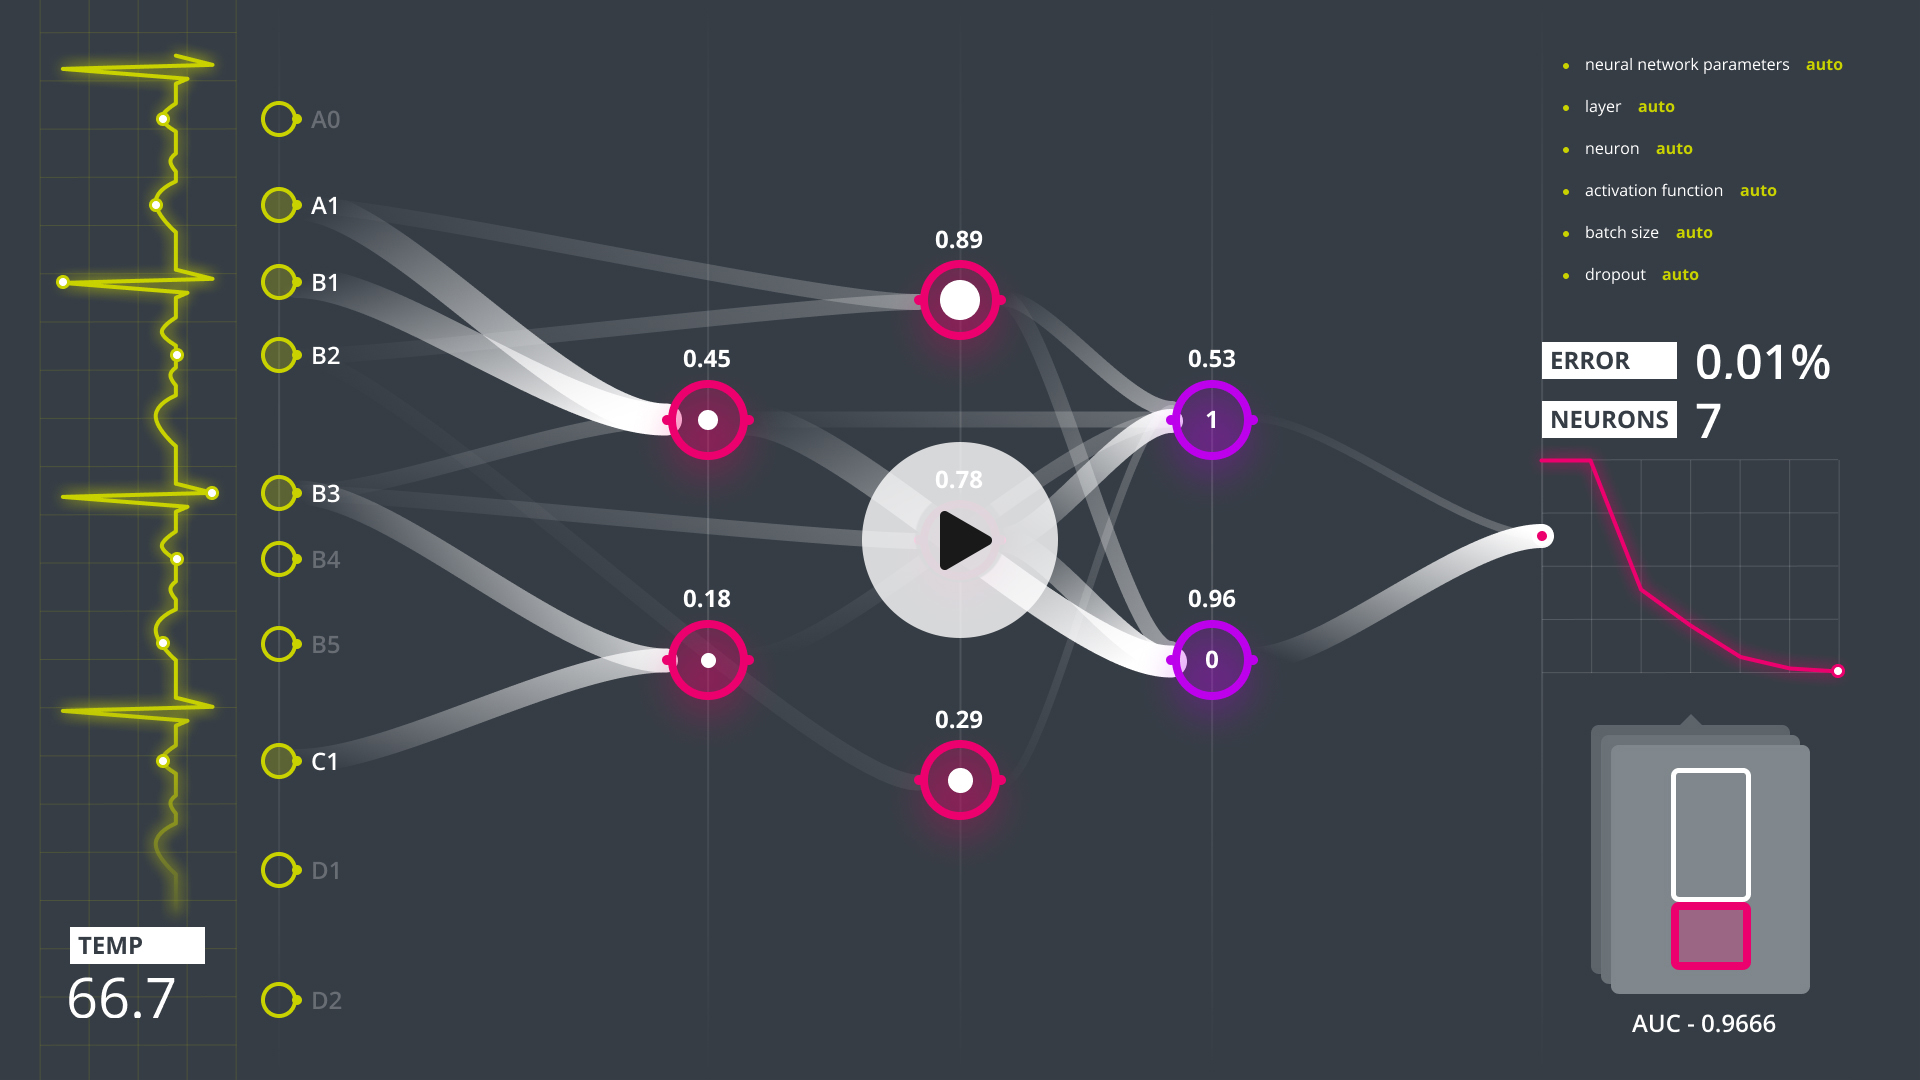 A0
A1
B1
B2
B3
B4
B5
C1
D1
D2
TEMP
66.7
0.45
0.18
0.89
0.78
0.29
0.53
1
0.96
0
neural network parameters auto
layer auto
neuron auto
activation function auto
batch size auto
dropout auto
ERROR 0.01%
NEURONS 7
AUC - 0.9666